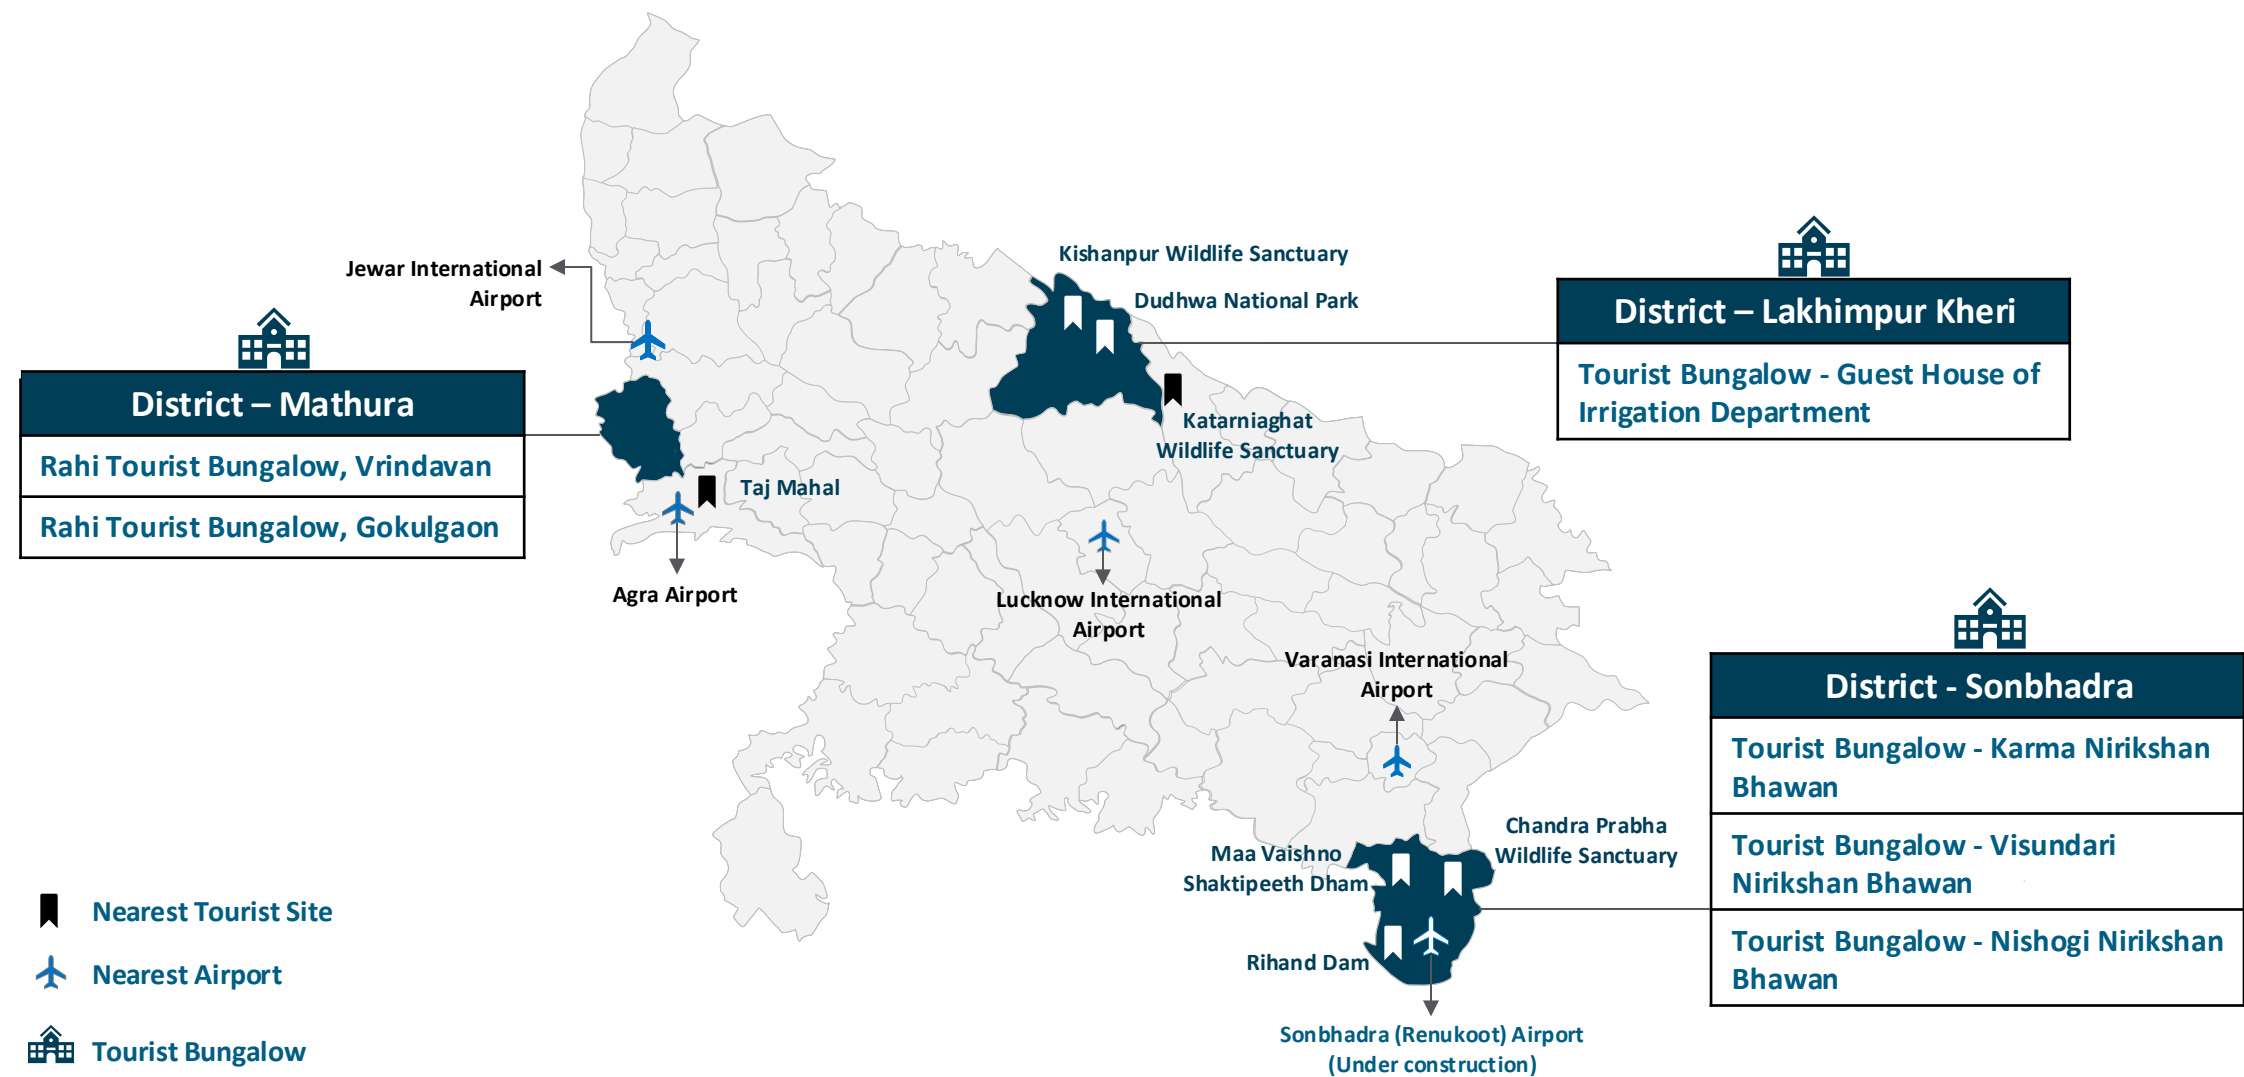 Kishanpur Wildlife Sanctuary
Dudhwa National Park
Jewar International
Airport
District – Lakhimpur Kheri
Tourist Bungalow - Guest House of
Irrigation Department
District – Mathura
Rahi Tourist Bungalow, Vrindavan
Rahi Tourist Bungalow, Gokulgaon
Katarniaghat
Wildlife Sanctuary
Taj Mahal
Agra Airport
Lucknow International
Airport
Varanasi International
Airport
District - Sonbhadra
Tourist Bungalow - Karma Nirikshan
Bhawan
Tourist Bungalow - Visundari
Nirikshan Bhawan
Tourist Bungalow - Nishogi Nirikshan
Bhawan
Chandra Prabha
Wildlife Sanctuary
Maa Vaishno
Shaktipeeth Dham
Rihand Dam
Sonbhadra (Renukoot) Airport
(Under construction)
Nearest Tourist Site
Nearest Airport
Tourist Bungalow